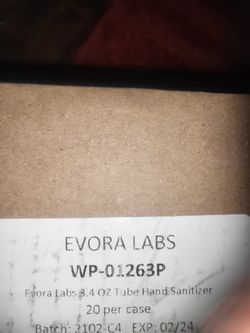 EVORA LABS
WP-01263P
Evora Labs 3.4 OZ Tube Hand Sanitizer
20 per case
Batch: 2102-C4 EXP: 02/24